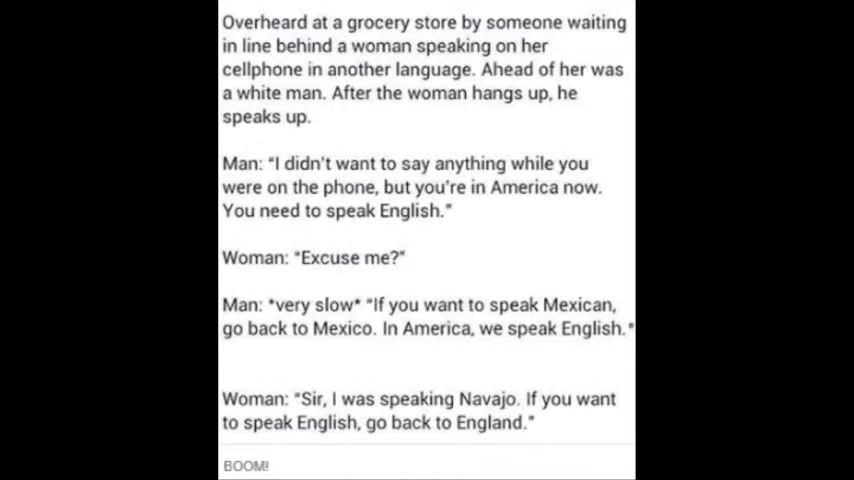 Overheard at a grocery store by someone waiting
in line behind a woman speaking on her
cellphone in another language. Ahead of her was
a white man. After the woman hangs up, he
speaks up.
Man: "I didn't want to say anything while you
were on the phone, but you're in America now.
You need to speak English."
Woman: "Excuse me?"
Man: *very slow* "If you want to speak Mexican,
go back to Mexico. In America, we speak English."
Woman: "Sir, I was speaking Navajo. If you want
to speak English, go back to England."
BOOM!